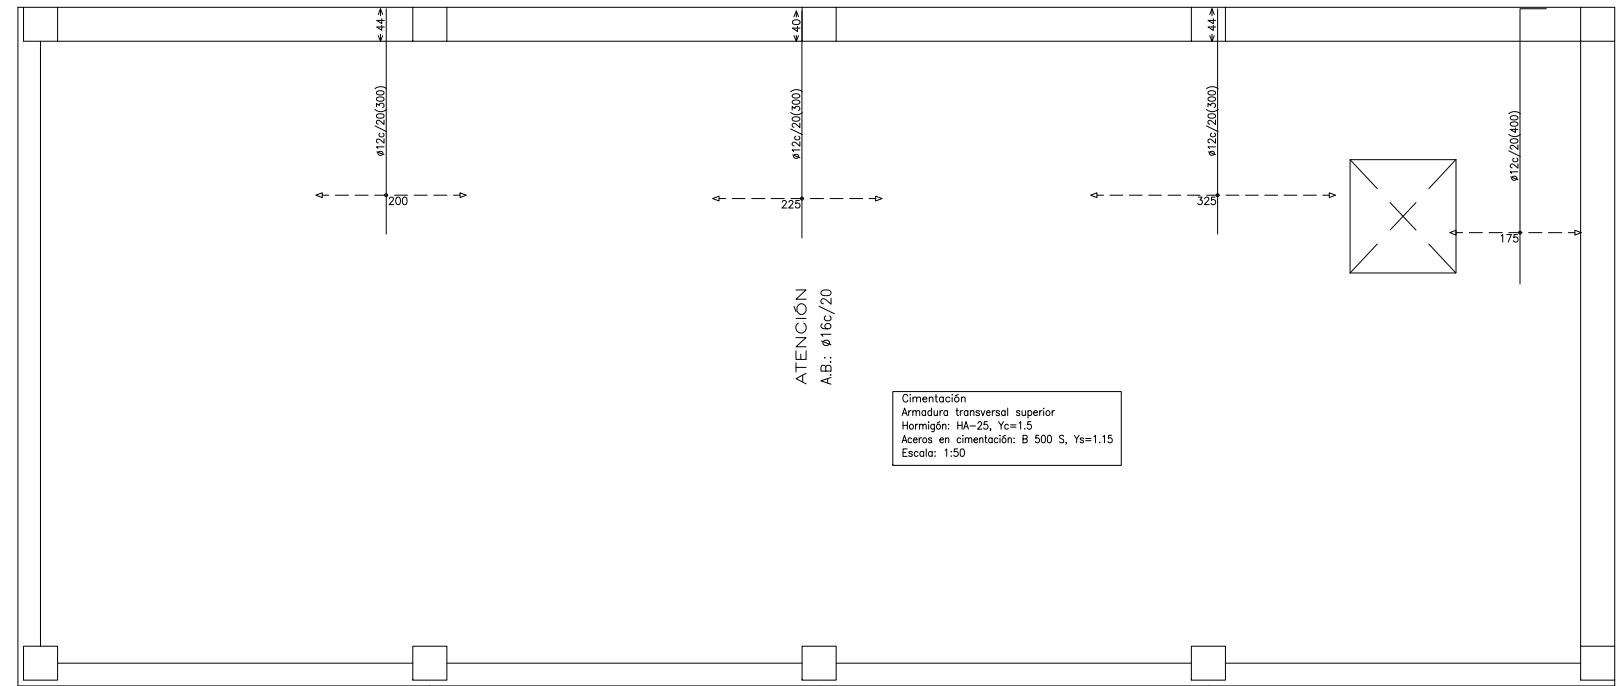 44
40
44
ø12c/20(300)
ø12c/20(300)
ø12c/20(300)
ø12c/20(400)
200
225
325
175
ATENCIÓN
A.B.: ø16c/20
Cimentación
Armadura transversal superior
Hormigón: HA-25, Yc=1.5
Aceros en cimentación: B 500 S, Ys=1.15
Escala: 1:50